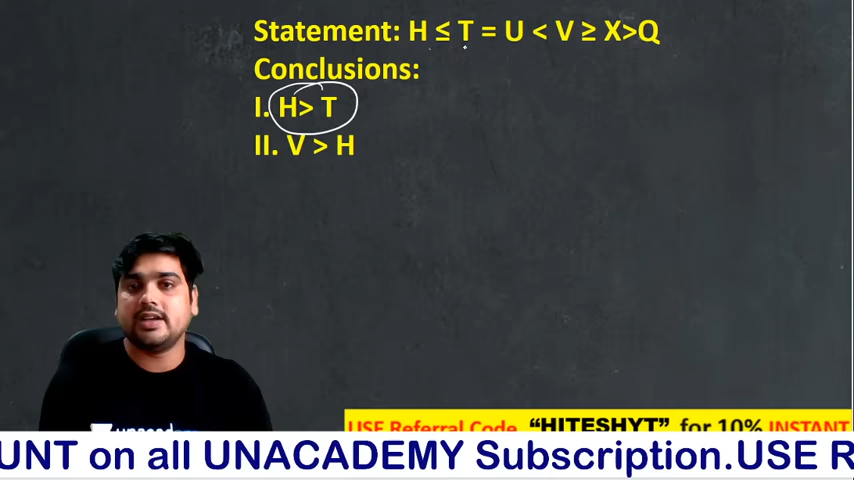 Statement: H ≤ T = U < V ≥ X>Q
Conclusions:
I. H> T
II. V > H
USE Referral Code "HITESHYT" for 10% INSTANT
UNT on all UNACADEMY Subscription.USE R